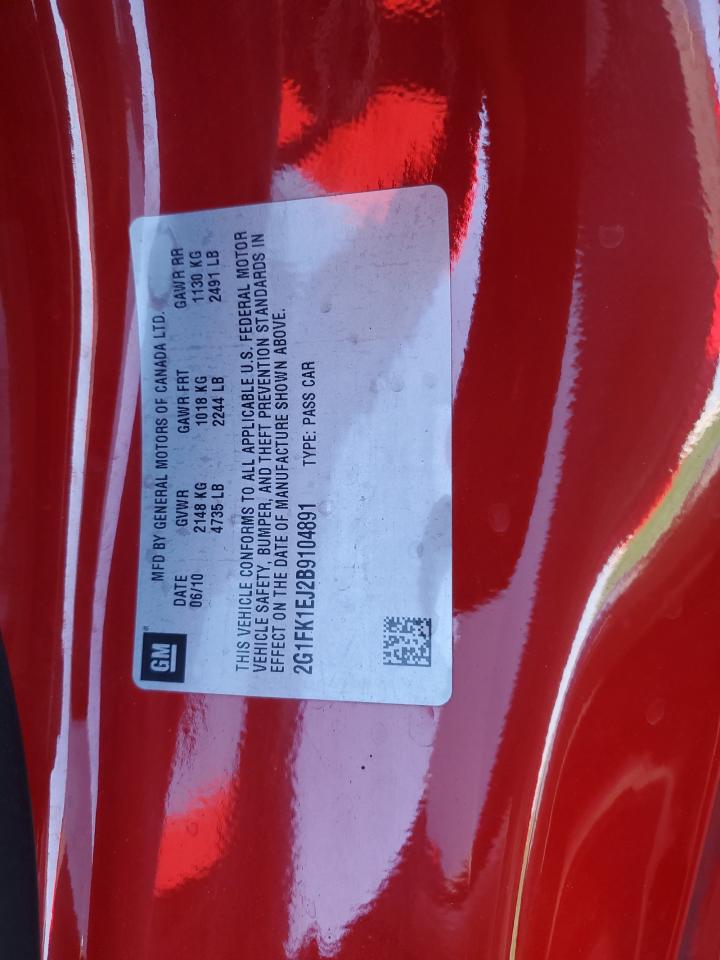 GM
MFD BY GENERAL MOTORS OF CANADA LTD.
DATE GVWR GAWR FRT GAWR RR
06/10 2148 KG 1018 KG 1130 KG
4735 LB 2244 LB 2491 LB
THIS VEHICLE CONFORMS TO ALL APPLICABLE U.S. FEDERAL MOTOR
VEHICLE SAFETY, BUMPER, AND THEFT PREVENTION STANDARDS IN
EFFECT ON THE DATE OF MANUFACTURE SHOWN ABOVE.
2G1FK1EJ2B9104891 TYPE: PASS CAR